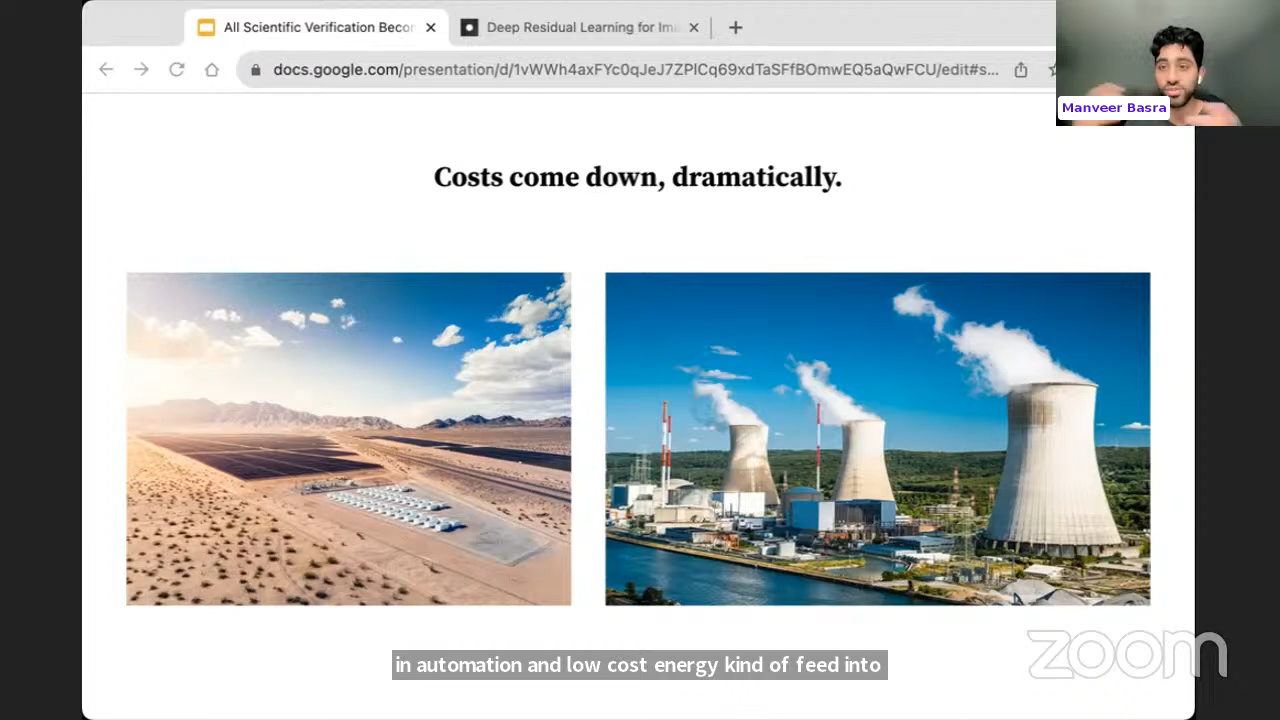 All Scientific Verification Becor
Deep Residual Learning for Ima
docs.google.com/presentation/d/1vWWh4axFYc0qJeJ7ZPlCq69xdTaSFfBOmwEQ5aQwFCU/edit#s...
Manveer Basra
Costs come down, dramatically.
in automation and low cost energy kind of feed into
zoom